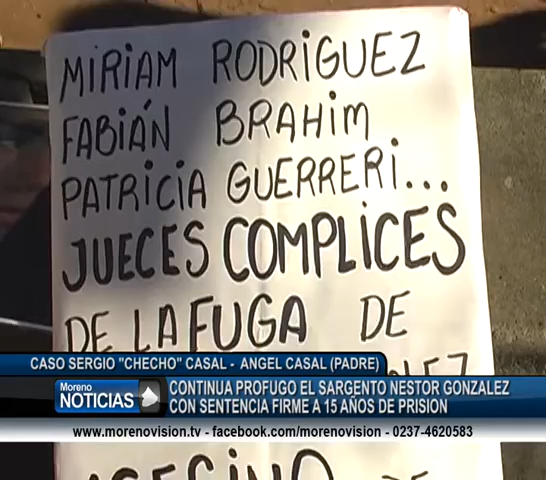 MIRIAM RODRIGUEZ
FABIÁN BRAHIM
PATRICIA GUERRERI...
JUECES COMPLICES
DE LA FUGA DE
CASO SERGIO "CHECHO" CASAL - ANGEL CASAL (PADRE)
Moreno
NOTICIAS
CONTINUA PROFUGO EL SARGENTO NESTOR GONZALEZ
CON SENTENCIA FIRME A 15 AÑOS DE PRISION
www.morenovision.tv - facebook.com/morenovision - 0237-4620583
ASECINO DE